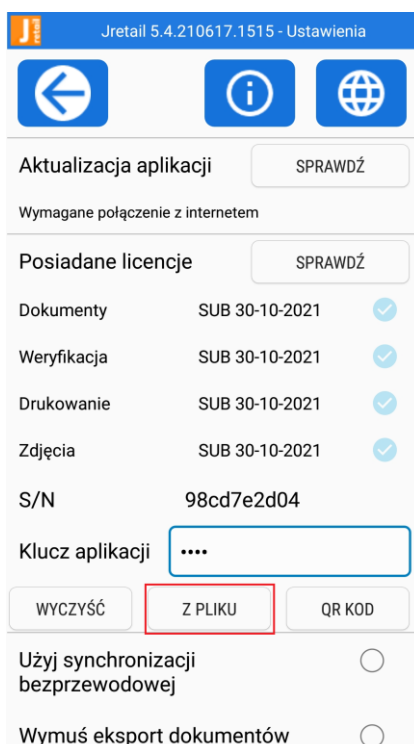 J retail
Jretail 5.4.210617.1515 - Ustawienia
Aktualizacja aplikacji SPRAWDŹ
Wymagane połączenie z internetem
Posiadane licencje SPRAWDŹ
Dokumenty SUB 30-10-2021
Weryfikacja SUB 30-10-2021
Drukowanie SUB 30-10-2021
Zdjęcia SUB 30-10-2021
S/N 98cd7e2d04
Klucz aplikacji ••••
WYCZYŚĆ Z PLIKU QR KOD
Użyj synchronizacji
bezprzewodowej
Wymuś eksport dokumentów